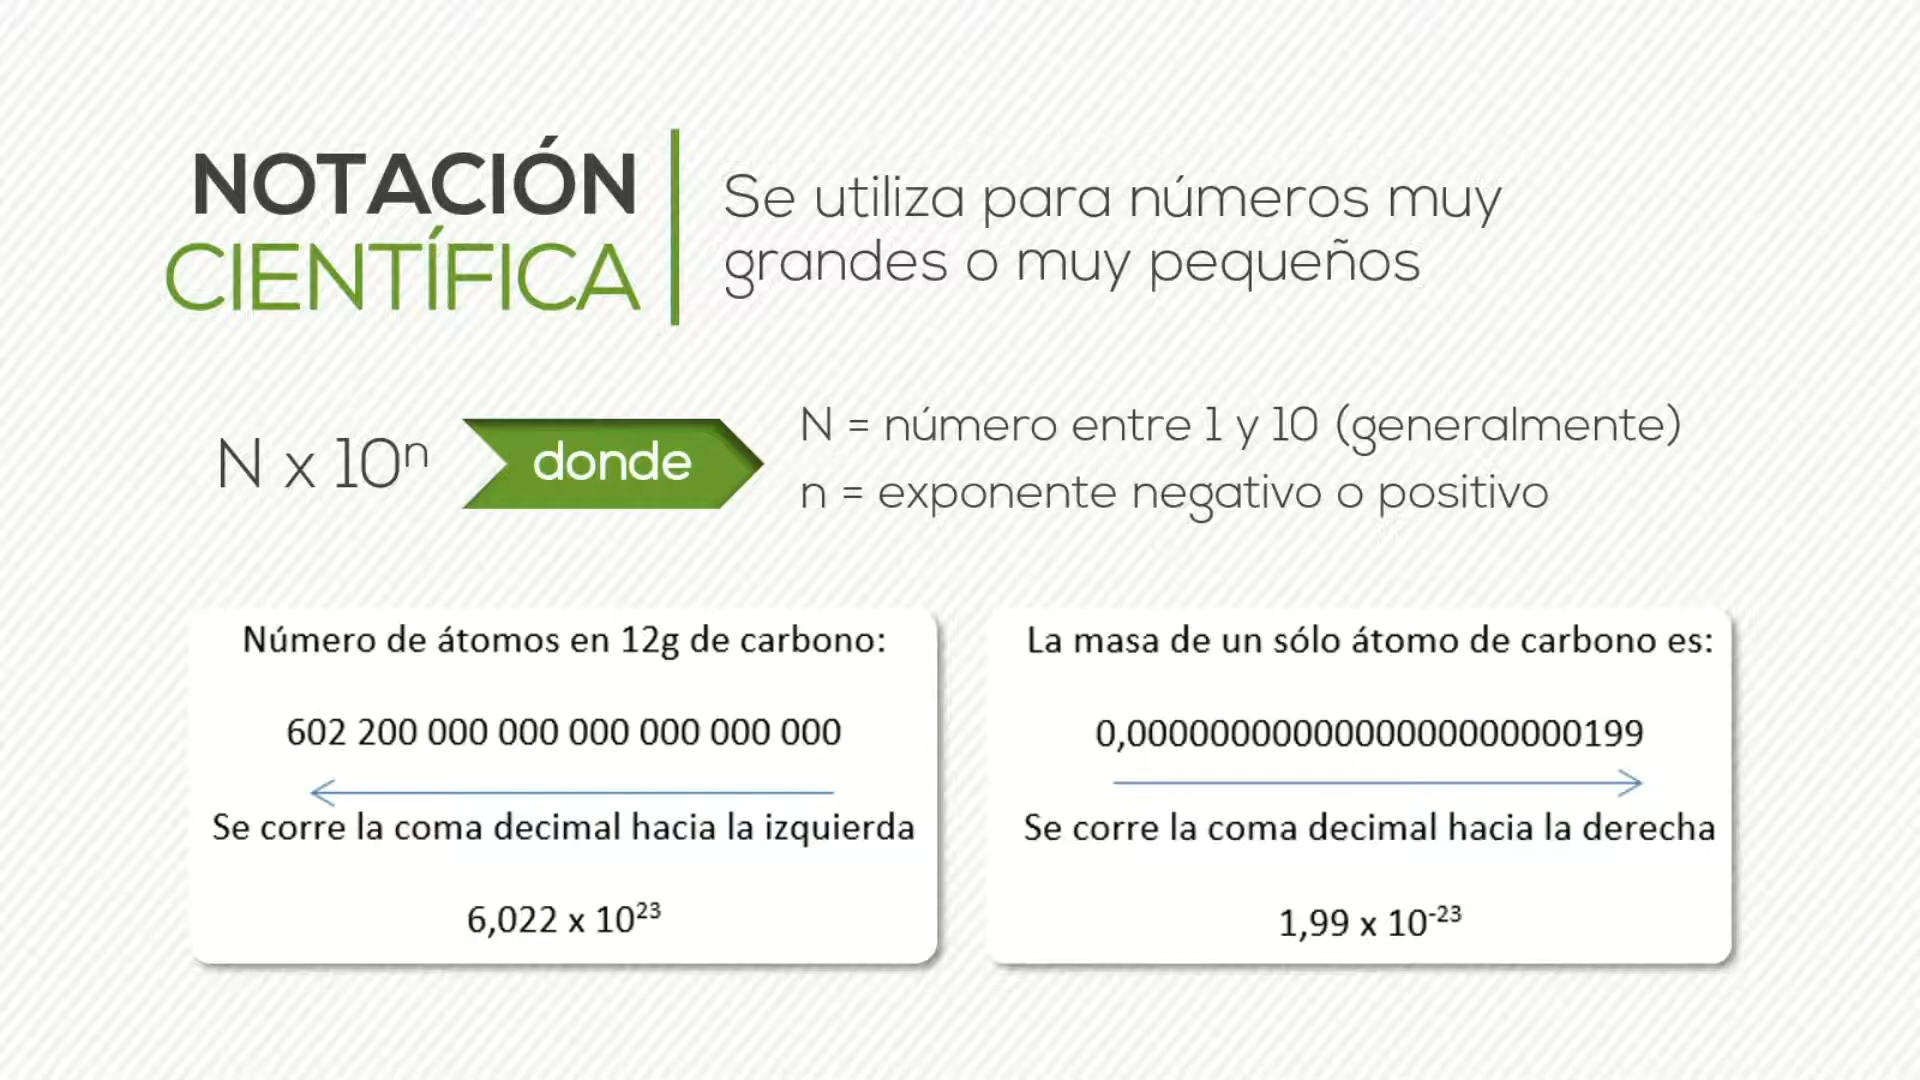 NOTACIÓN
CIENTÍFICA
Se utiliza para números muy
grandes o muy pequeños
N x 10ⁿ
donde
N = número entre 1 y 10 (generalmente)
n = exponente negativo o positivo
Número de átomos en 12g de carbono:
602 200 000 000 000 000 000 000
Se corre la coma decimal hacia la izquierda
6,022 x 10²³
La masa de un sólo átomo de carbono es:
0,0000000000000000000000199
Se corre la coma decimal hacia la derecha
1,99 x 10⁻²³